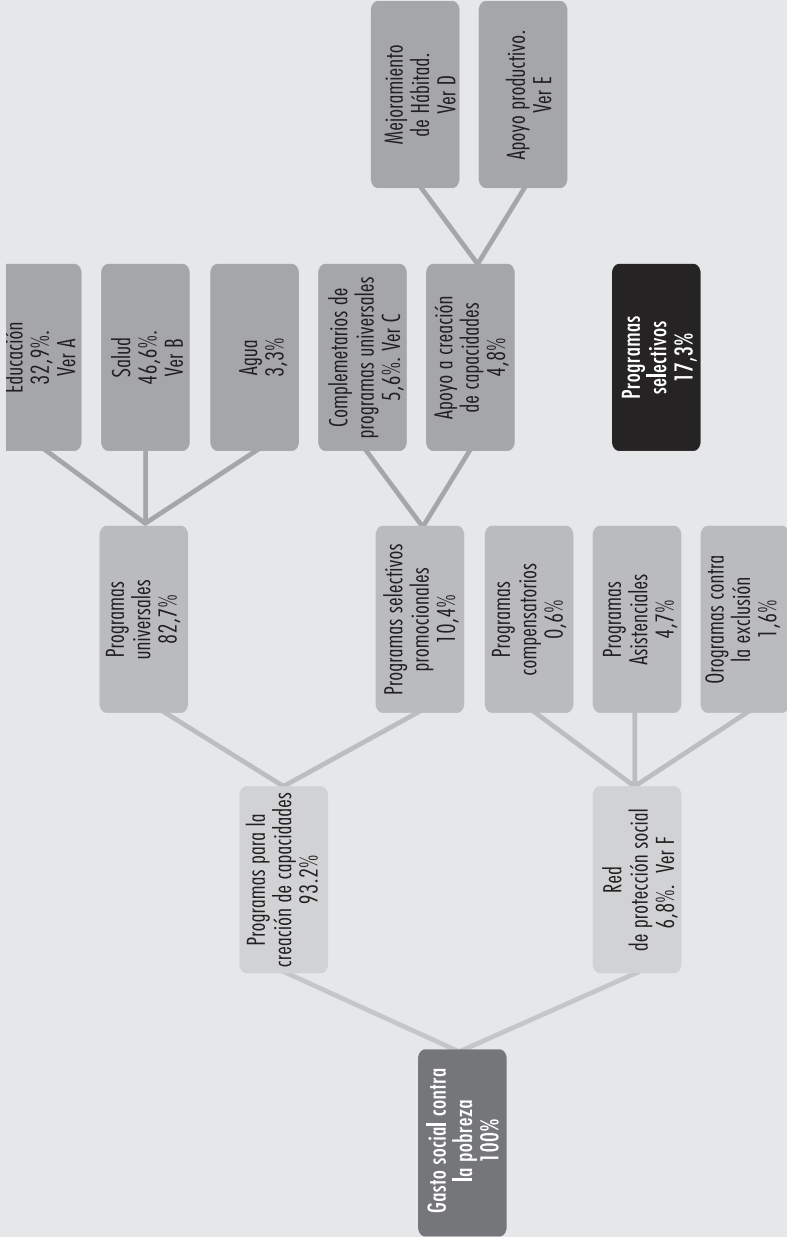 Gasto social contra
la pobreza
100%
Programas para la
creación de capacidades
93.2%
Red
de protección social
6,8%. Ver F
Programas
universales
82,7%
Programas selectivos
promocionales
10,4%
Programas
compensatorios
0,6%
Programas
Asistenciales
4,7%
Orogramas contra
la exclusión
1,6%
Educación
32,9%.
Ver A
Salud
46,6%.
Ver B
Agua
3,3%
Complemetarios de
programas universales
5,6%. Ver C
Apoyo a creación
de capacidades
4,8%
Programas
selectivos
17,3%
Mejoramiento
de Hábitad.
Ver D
Apoyo productivo.
Ver E